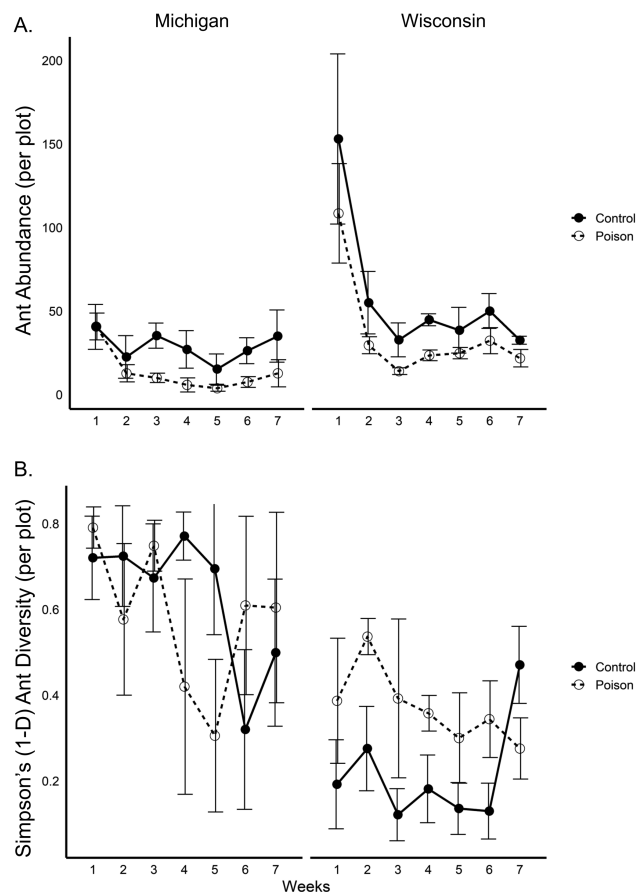 Michigan Wisconsin
A.
Ant Abundance (per plot)
200
150
100
50
0
Control
Poison
1 2 3 4 5 6 7 1 2 3 4 5 6 7
B.
Simpson's (1-D) Ant Diversity (per plot)
0.8
0.6
0.4
0.2
Control
Poison
1 2 3 4 5 6 7 1 2 3 4 5 6 7
Weeks